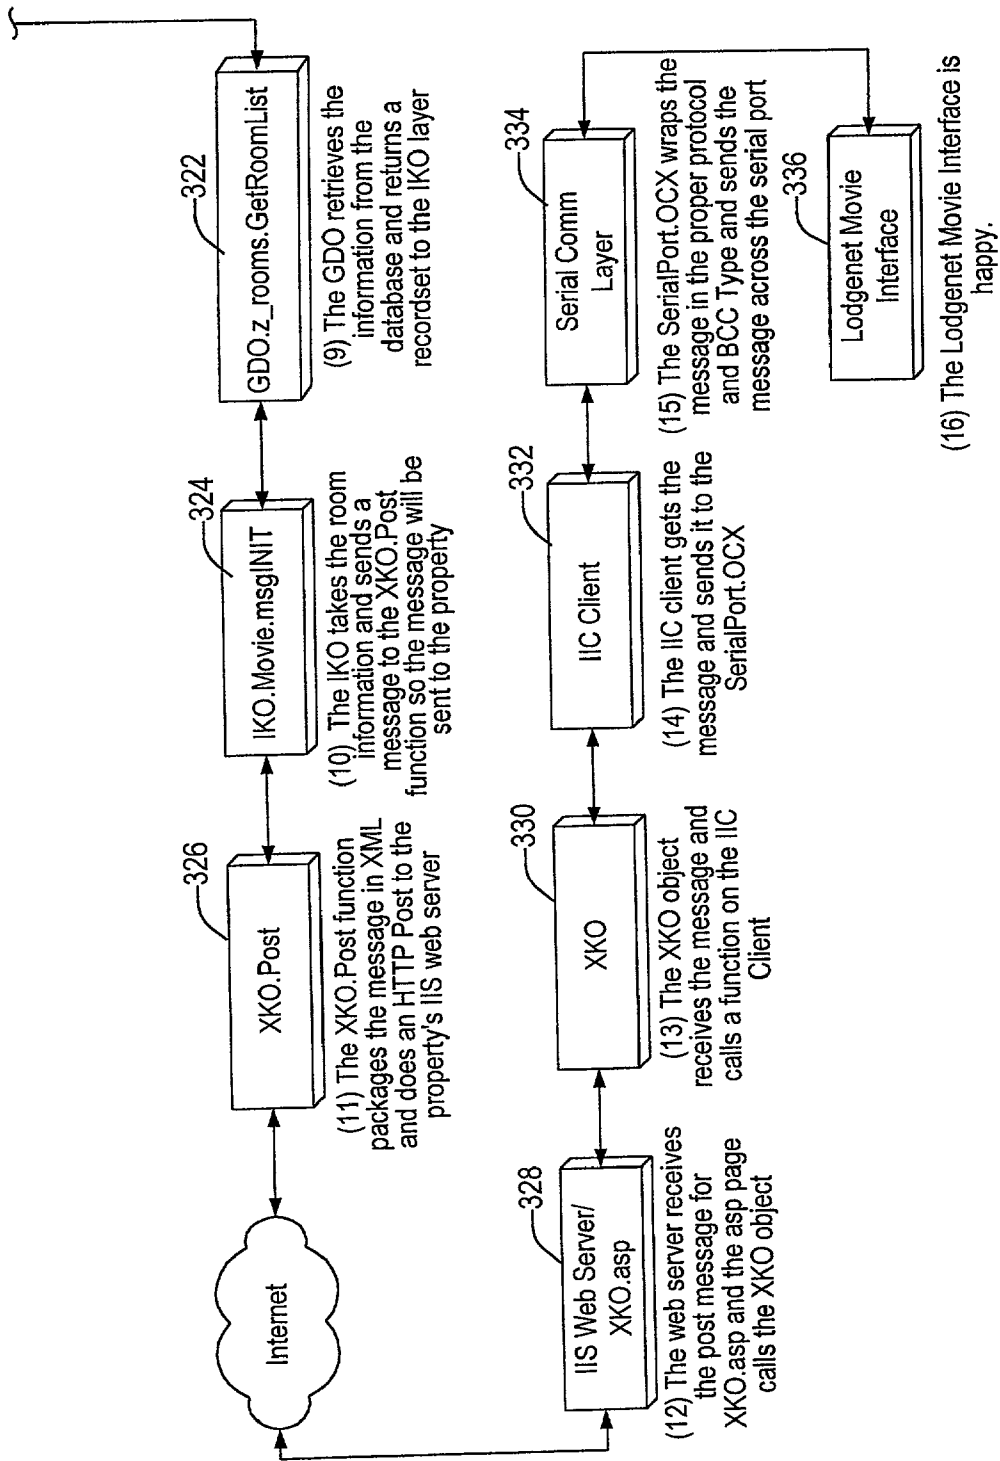 322
GDO.z_rooms.GetRoomList
(9) The GDO retrieves the
information from the
database and returns a
recordset to the IKO layer
324
IKO.Movie.msgINIT
(10) The IKO takes the room
information and sends a
message to the XKO.Post
function so the message will be
sent to the property
326
XKO.Post
(11) The XKO.Post function
packages the message in XML
and does an HTTP Post to the
property's IIS web server
Internet
328
IIS Web Server/
XKO.asp
(12) The web server receives
the post message for
XKO.asp and the asp page
calls the XKO object
330
XKO
(13) The XKO object
receives the message and
calls a function on the IIC
Client
332
IIC Client
(14) The IIC client gets the
message and sends it to the
SerialPort.OCX
334
Serial Comm
Layer
(15) The SerialPort.OCX wraps the
message in the proper protocol
and BCC Type and sends the
message across the serial port
336
Lodgenet Movie
Interface
(16) The Lodgenet Movie Interface is
happy.